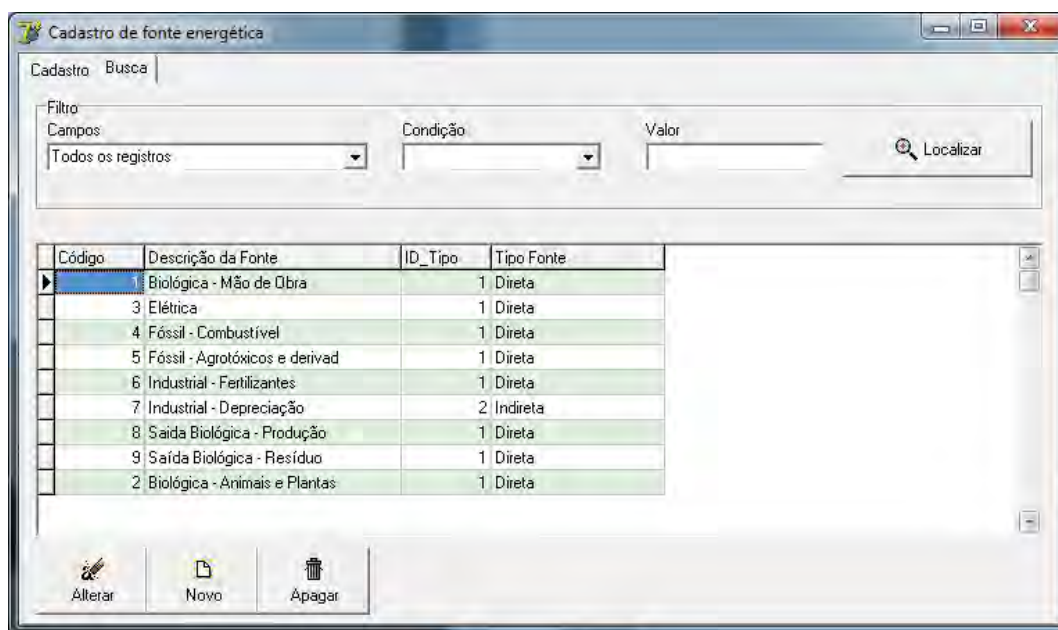 Cadastro de fonte energética
Cadastro Busca
Filtro
Campos Condição Valor
Todos os registros
Localizar
Código Descrição da Fonte ID_Tipo Tipo Fonte
1 Biológica - Mão de Obra 1 Direta
3 Elétrica 1 Direta
4 Fóssil - Combustível 1 Direta
5 Fóssil - Agrotóxicos e derivad 1 Direta
6 Industrial - Fertilizantes 1 Direta
7 Industrial - Depreciação 2 Indireta
8 Saida Biológica - Produção 1 Direta
9 Saída Biológica - Resíduo 1 Direta
2 Biológica - Animais e Plantas 1 Direta
Alterar Novo Apagar